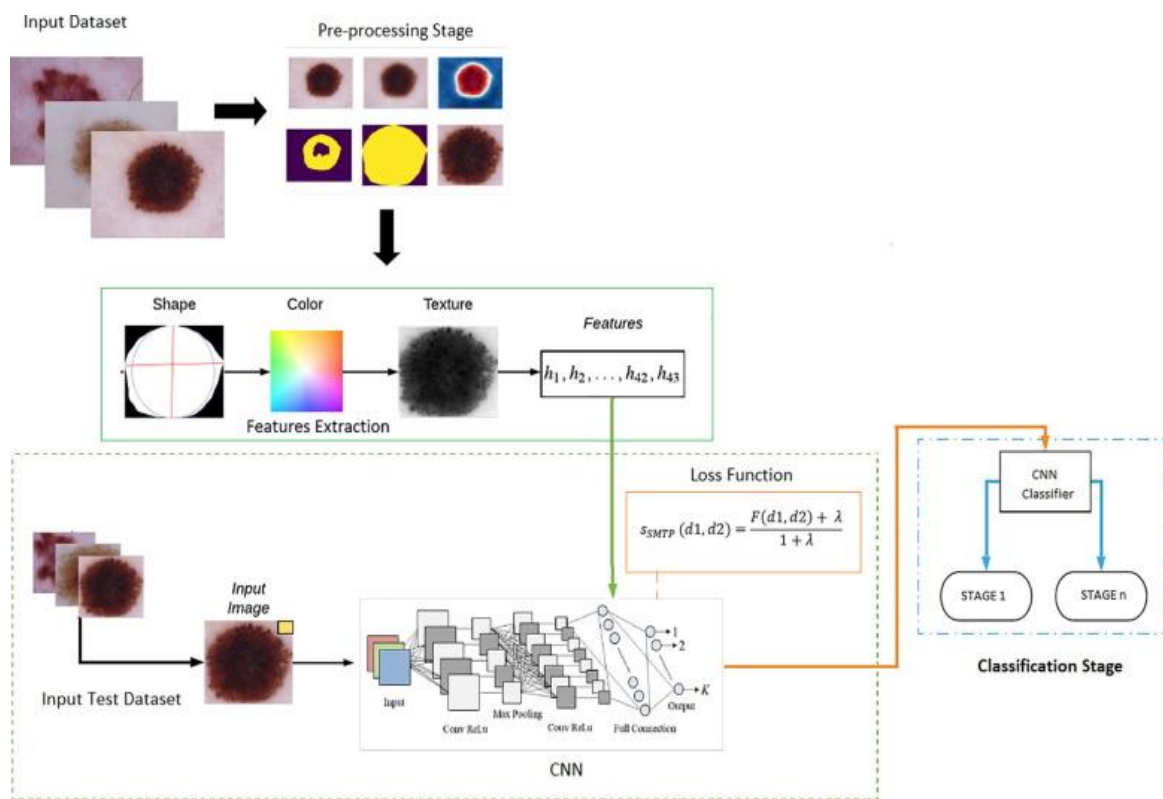 Input Dataset
Pre-processing Stage
Shape
Color
Texture
Features
h₁, h₂, . . . , h₄₂, h₄₃
Features Extraction
Loss Function
s_SMTP (d1, d2) = F(d1, d2) + λ / 1 + λ
CNN
Classifier
STAGE 1
STAGE n
Classification Stage
Input
Image
Input Test Dataset
1
2
K
Input
Conv ReLu
Max Pooling
Conv ReLu
Full Connection
Output
CNN